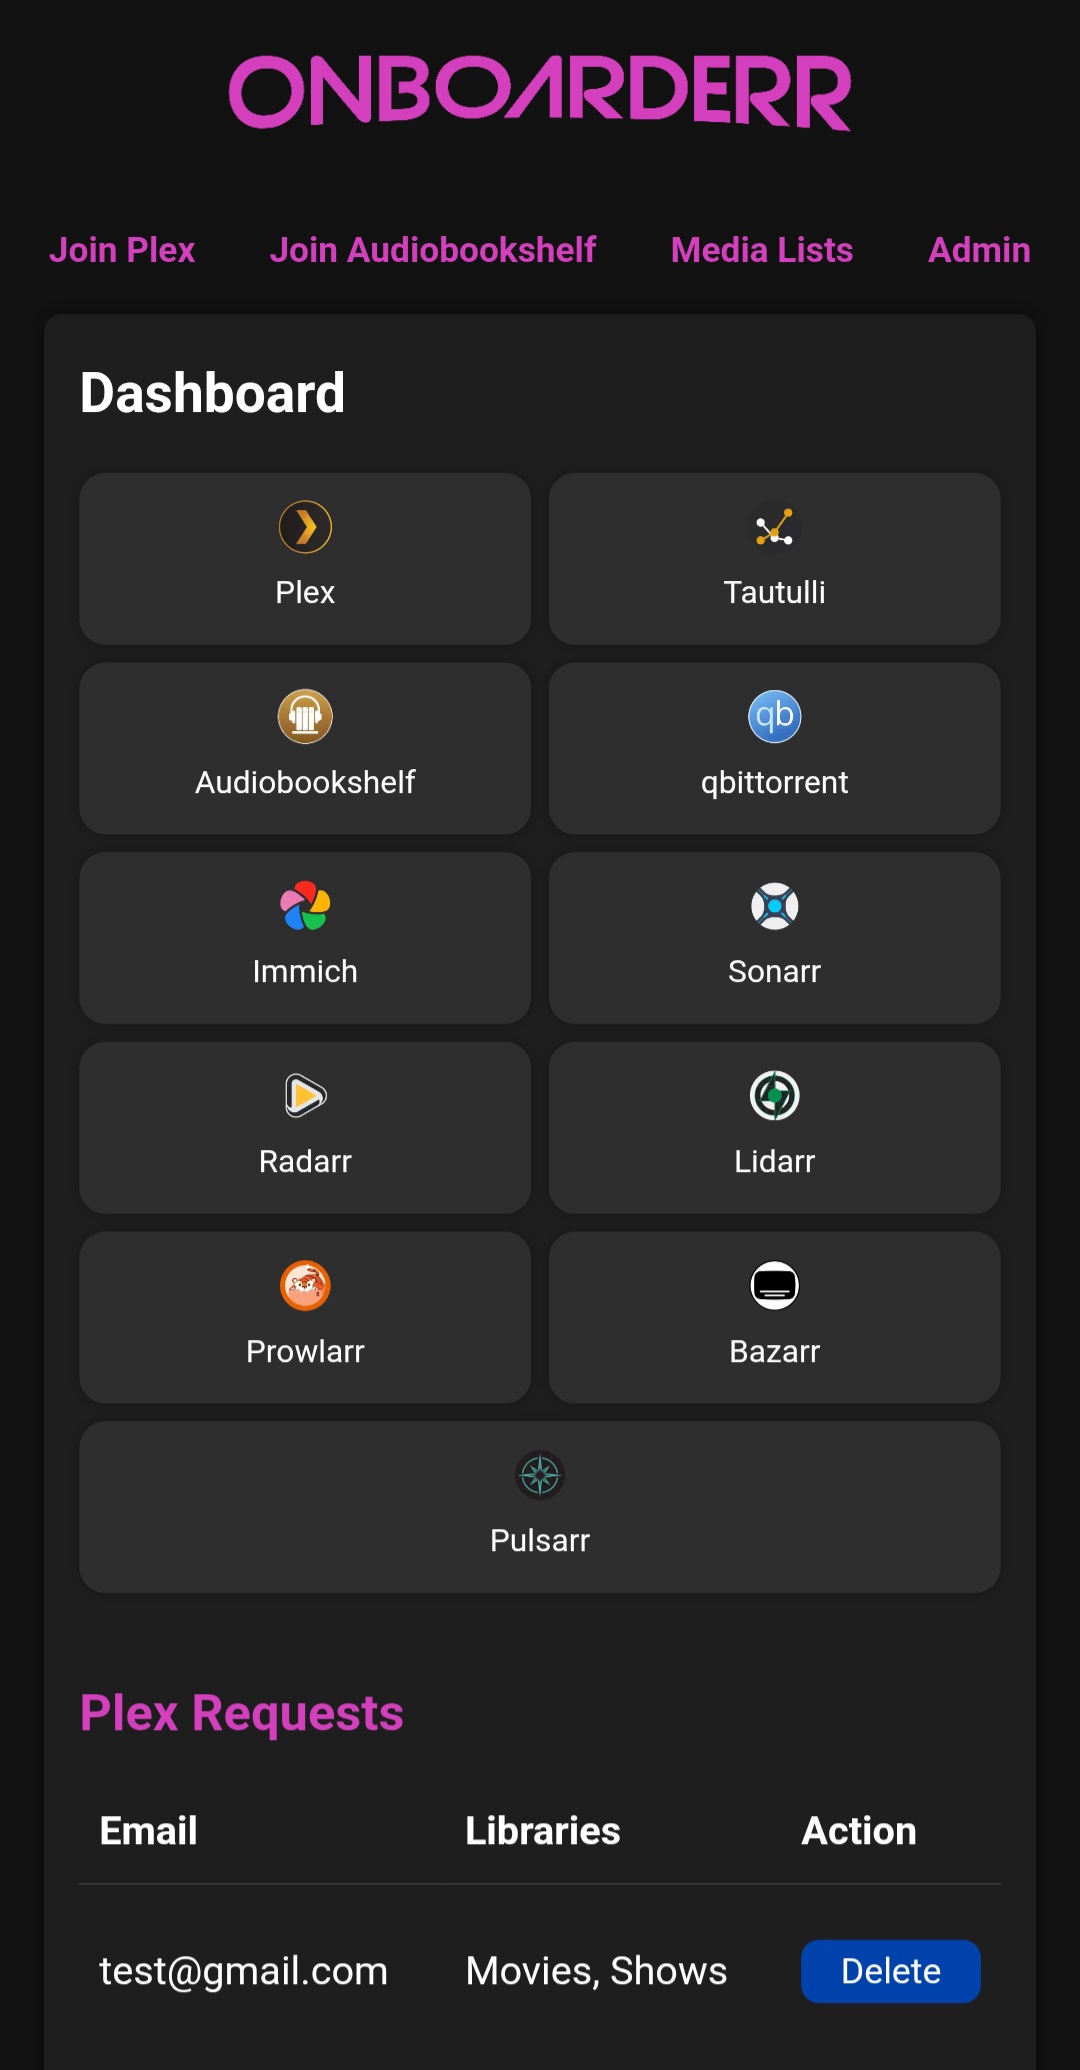 ONBOARDERR
Join Plex Join Audiobookshelf Media Lists Admin
Dashboard
Plex Tautulli
qb
Audiobookshelf qbittorrent
Immich Sonarr
Radarr Lidarr
Prowlarr Bazarr
Pulsarr
Plex Requests
Email Libraries Action
test@gmail.com Movies, Shows Delete